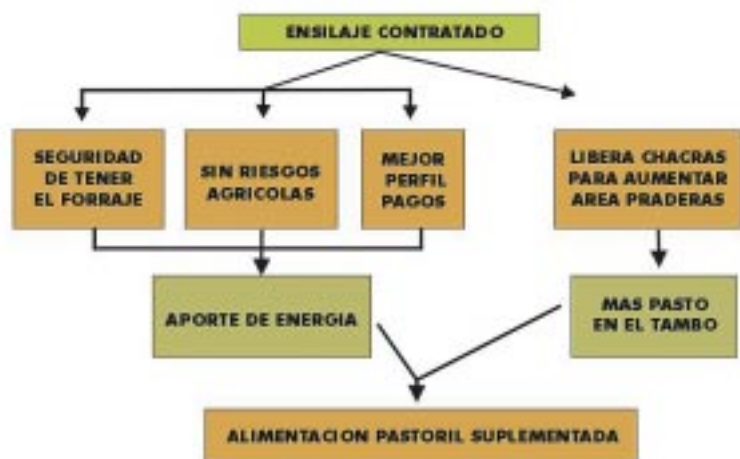 ENSILAJE CONTRATADO
SEGURIDAD
DE TENER
EL FORRAJE
SIN RIESGOS
AGRICOLAS
MEJOR
PERFIL
PAGOS
LIBERA CHACRAS
PARA AUMENTAR
AREA PRADERAS
APORTE DE ENERGIA
MAS PASTO
EN EL TAMBO
ALIMENTACION PASTORIL SUPLEMENTADA